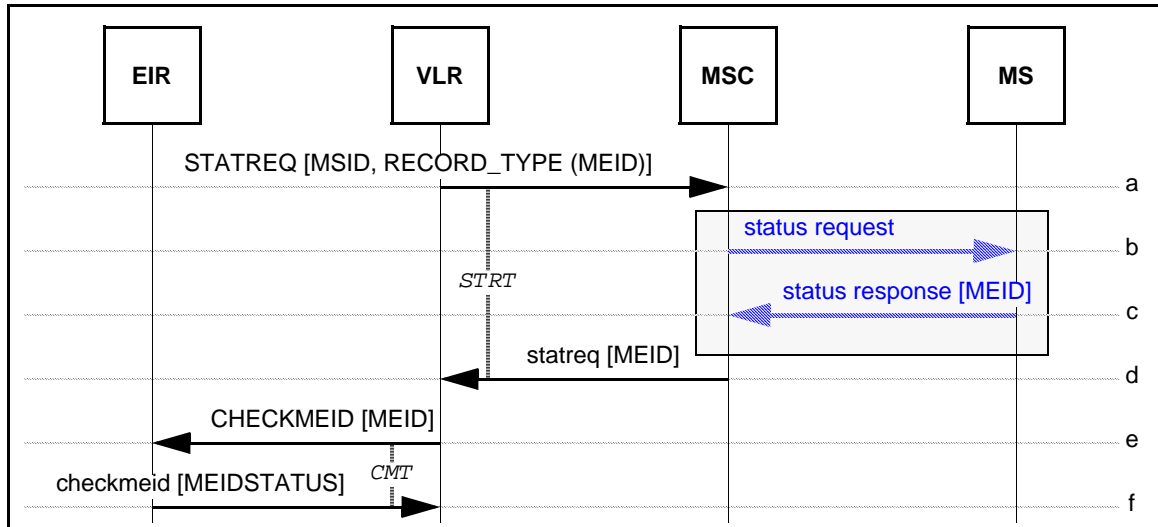 EIR VLR MSC MS
STATREQ [MSID, RECORD_TYPE (MEID)]
a
status request
b
STRT
status response [MEID]
c
statreq [MEID]
d
CHECKMEID [MEID]
e
CMT
checkmeid [MEIDSTATUS]
f